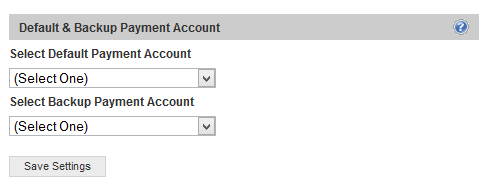 Default & Backup Payment Account
Select Default Payment Account
(Select One)
Select Backup Payment Account
(Select One)
Save Settings